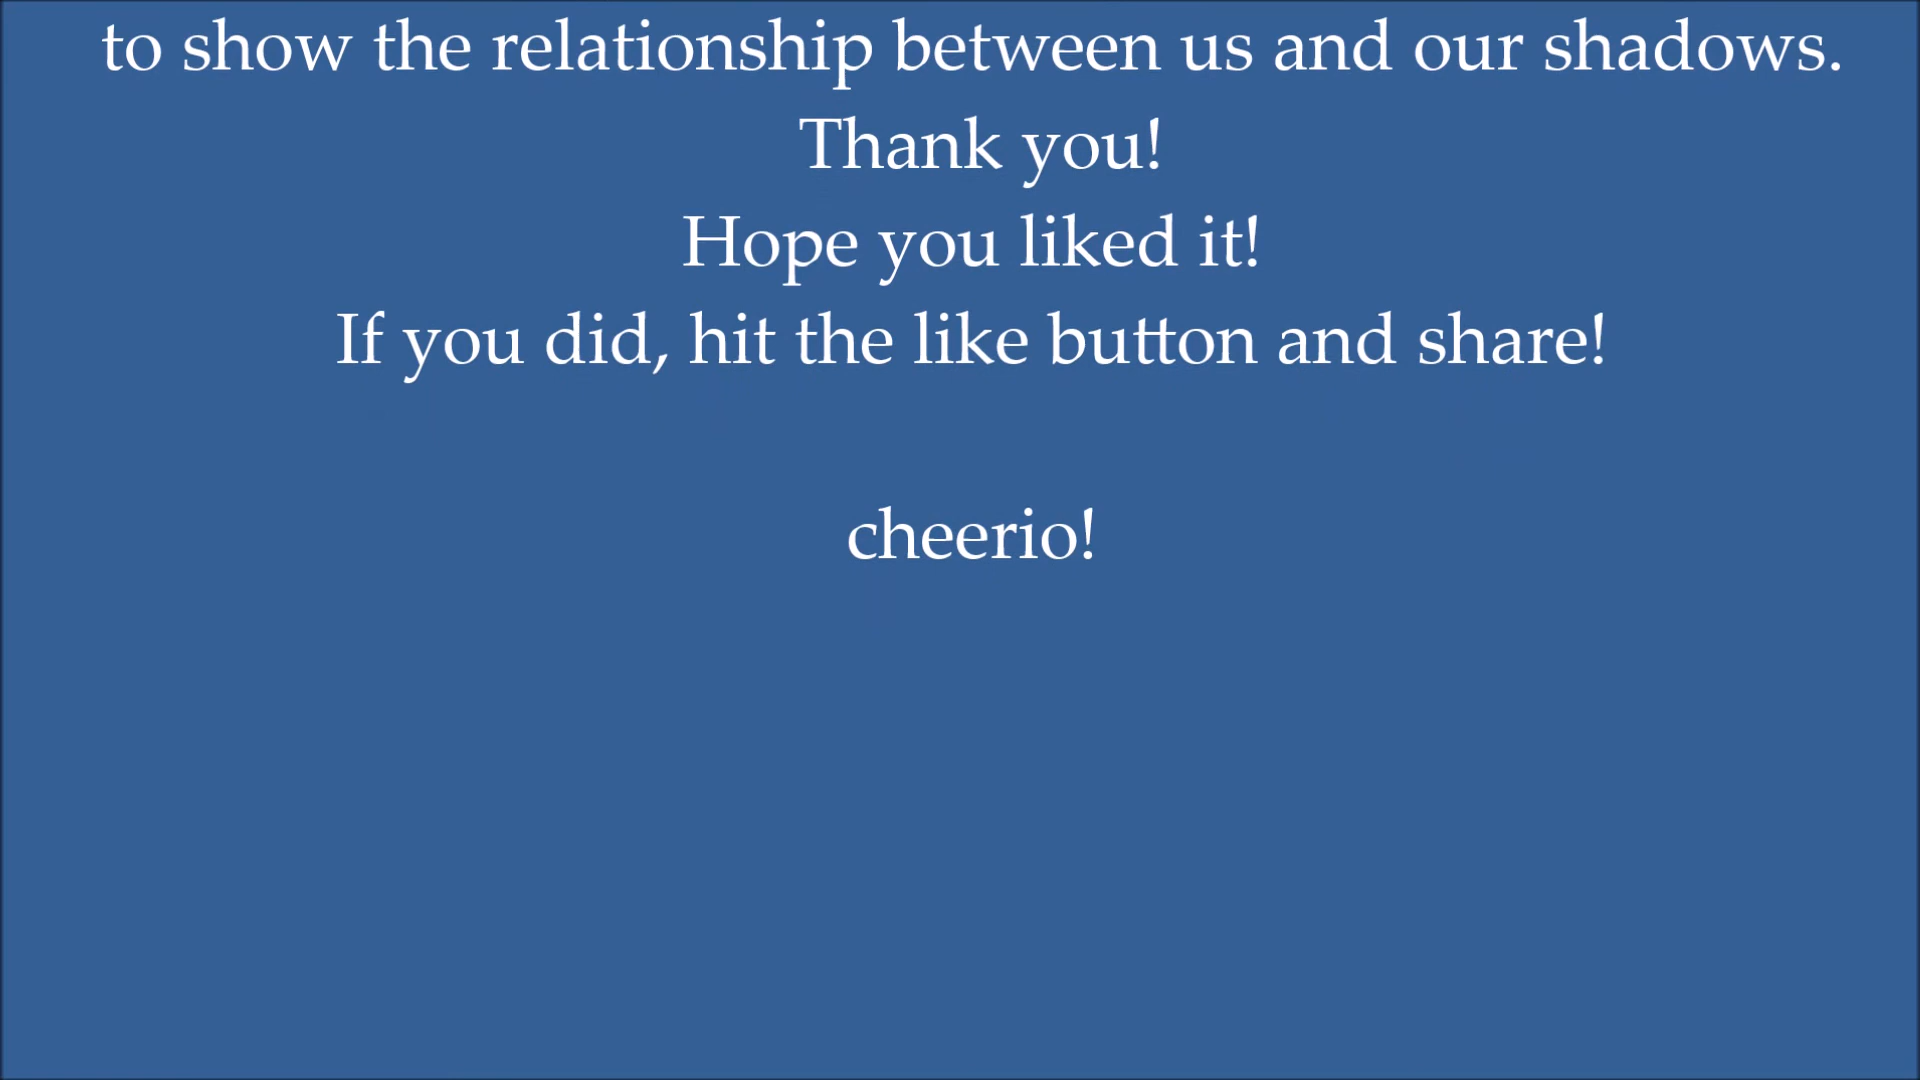 to show the relationship between us and our shadows.
Thank you!
Hope you liked it!
If you did, hit the like button and share!
cheerio!